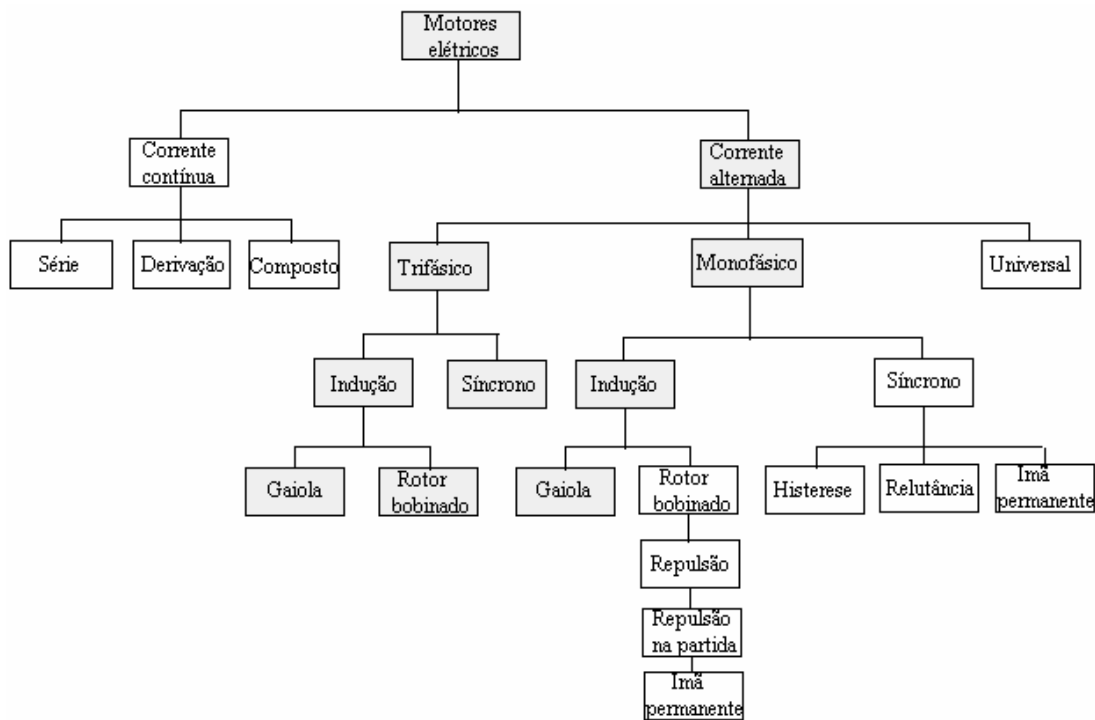 Motores
elétricos
Corrente
contínua
Corrente
alternada
Série
Derivação
Composto
Trifásico
Monofásico
Universal
Indução
Síncrono
Indução
Síncrono
Gaiola
Rotor
bobinado
Gaiola
Rotor
bobinado
Histerese
Relutância
Imã
permanente
Repulsão
Repulsão
na partida
Imã
permanente